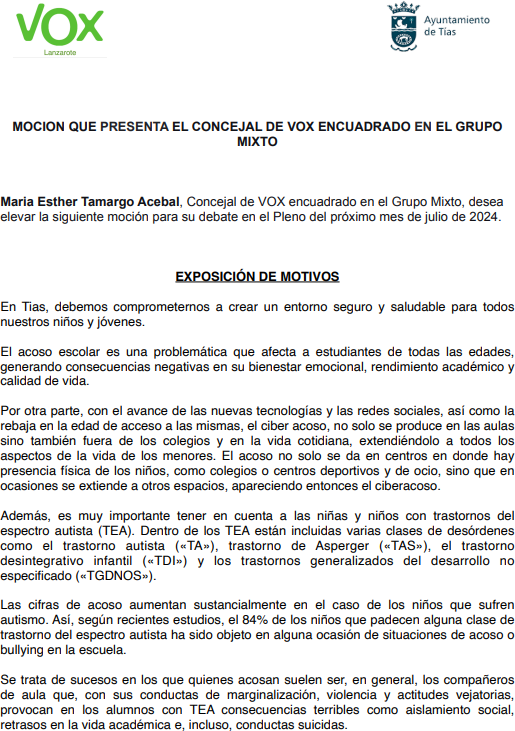 VOX
Lanzarote
Ayuntamiento
de Tías
MOCION QUE PRESENTA EL CONCEJAL DE VOX ENCUADRADO EN EL GRUPO
MIXTO
Maria Esther Tamargo Acebal, Concejal de VOX encuadrado en el Grupo Mixto, desea
elevar la siguiente moción para su debate en el Pleno del próximo mes de julio de 2024.
EXPOSICIÓN DE MOTIVOS
En Tias, debemos comprometernos a crear un entorno seguro y saludable para todos
nuestros niños y jóvenes.
El acoso escolar es una problemática que afecta a estudiantes de todas las edades,
generando consecuencias negativas en su bienestar emocional, rendimiento académico y
calidad de vida.
Por otra parte, con el avance de las nuevas tecnologías y las redes sociales, así como la
rebaja en la edad de acceso a las mismas, el ciber acoso, no solo se produce en las aulas
sino también fuera de los colegios y en la vida cotidiana, extendiéndolo a todos los
aspectos de la vida de los menores. El acoso no solo se da en centros en donde hay
presencia física de los niños, como colegios o centros deportivos y de ocio, sino que en
ocasiones se extiende a otros espacios, apareciendo entonces el ciberacoso.
Además, es muy importante tener en cuenta a las niñas y niños con trastornos del
espectro autista (TEA). Dentro de los TEA están incluidas varias clases de desórdenes
como el trastorno autista («TA»), trastorno de Asperger («TAS»), el trastorno
desintegrativo infantil («TDI») y los trastornos generalizados del desarrollo no
especificado («TGDNOS»).
Las cifras de acoso aumentan sustancialmente en el caso de los niños que sufren
autismo. Así, según recientes estudios, el 84% de los niños que padecen alguna clase de
trastorno del espectro autista ha sido objeto en alguna ocasión de situaciones de acoso o
bullying en la escuela.
Se trata de sucesos en los que quienes acosan suelen ser, en general, los compañeros
de aula que, con sus conductas de marginalización, violencia y actitudes vejatorias,
provocan en los alumnos con TEA consecuencias terribles como aislamiento social,
retrasos en la vida académica e, incluso, conductas suicidas.